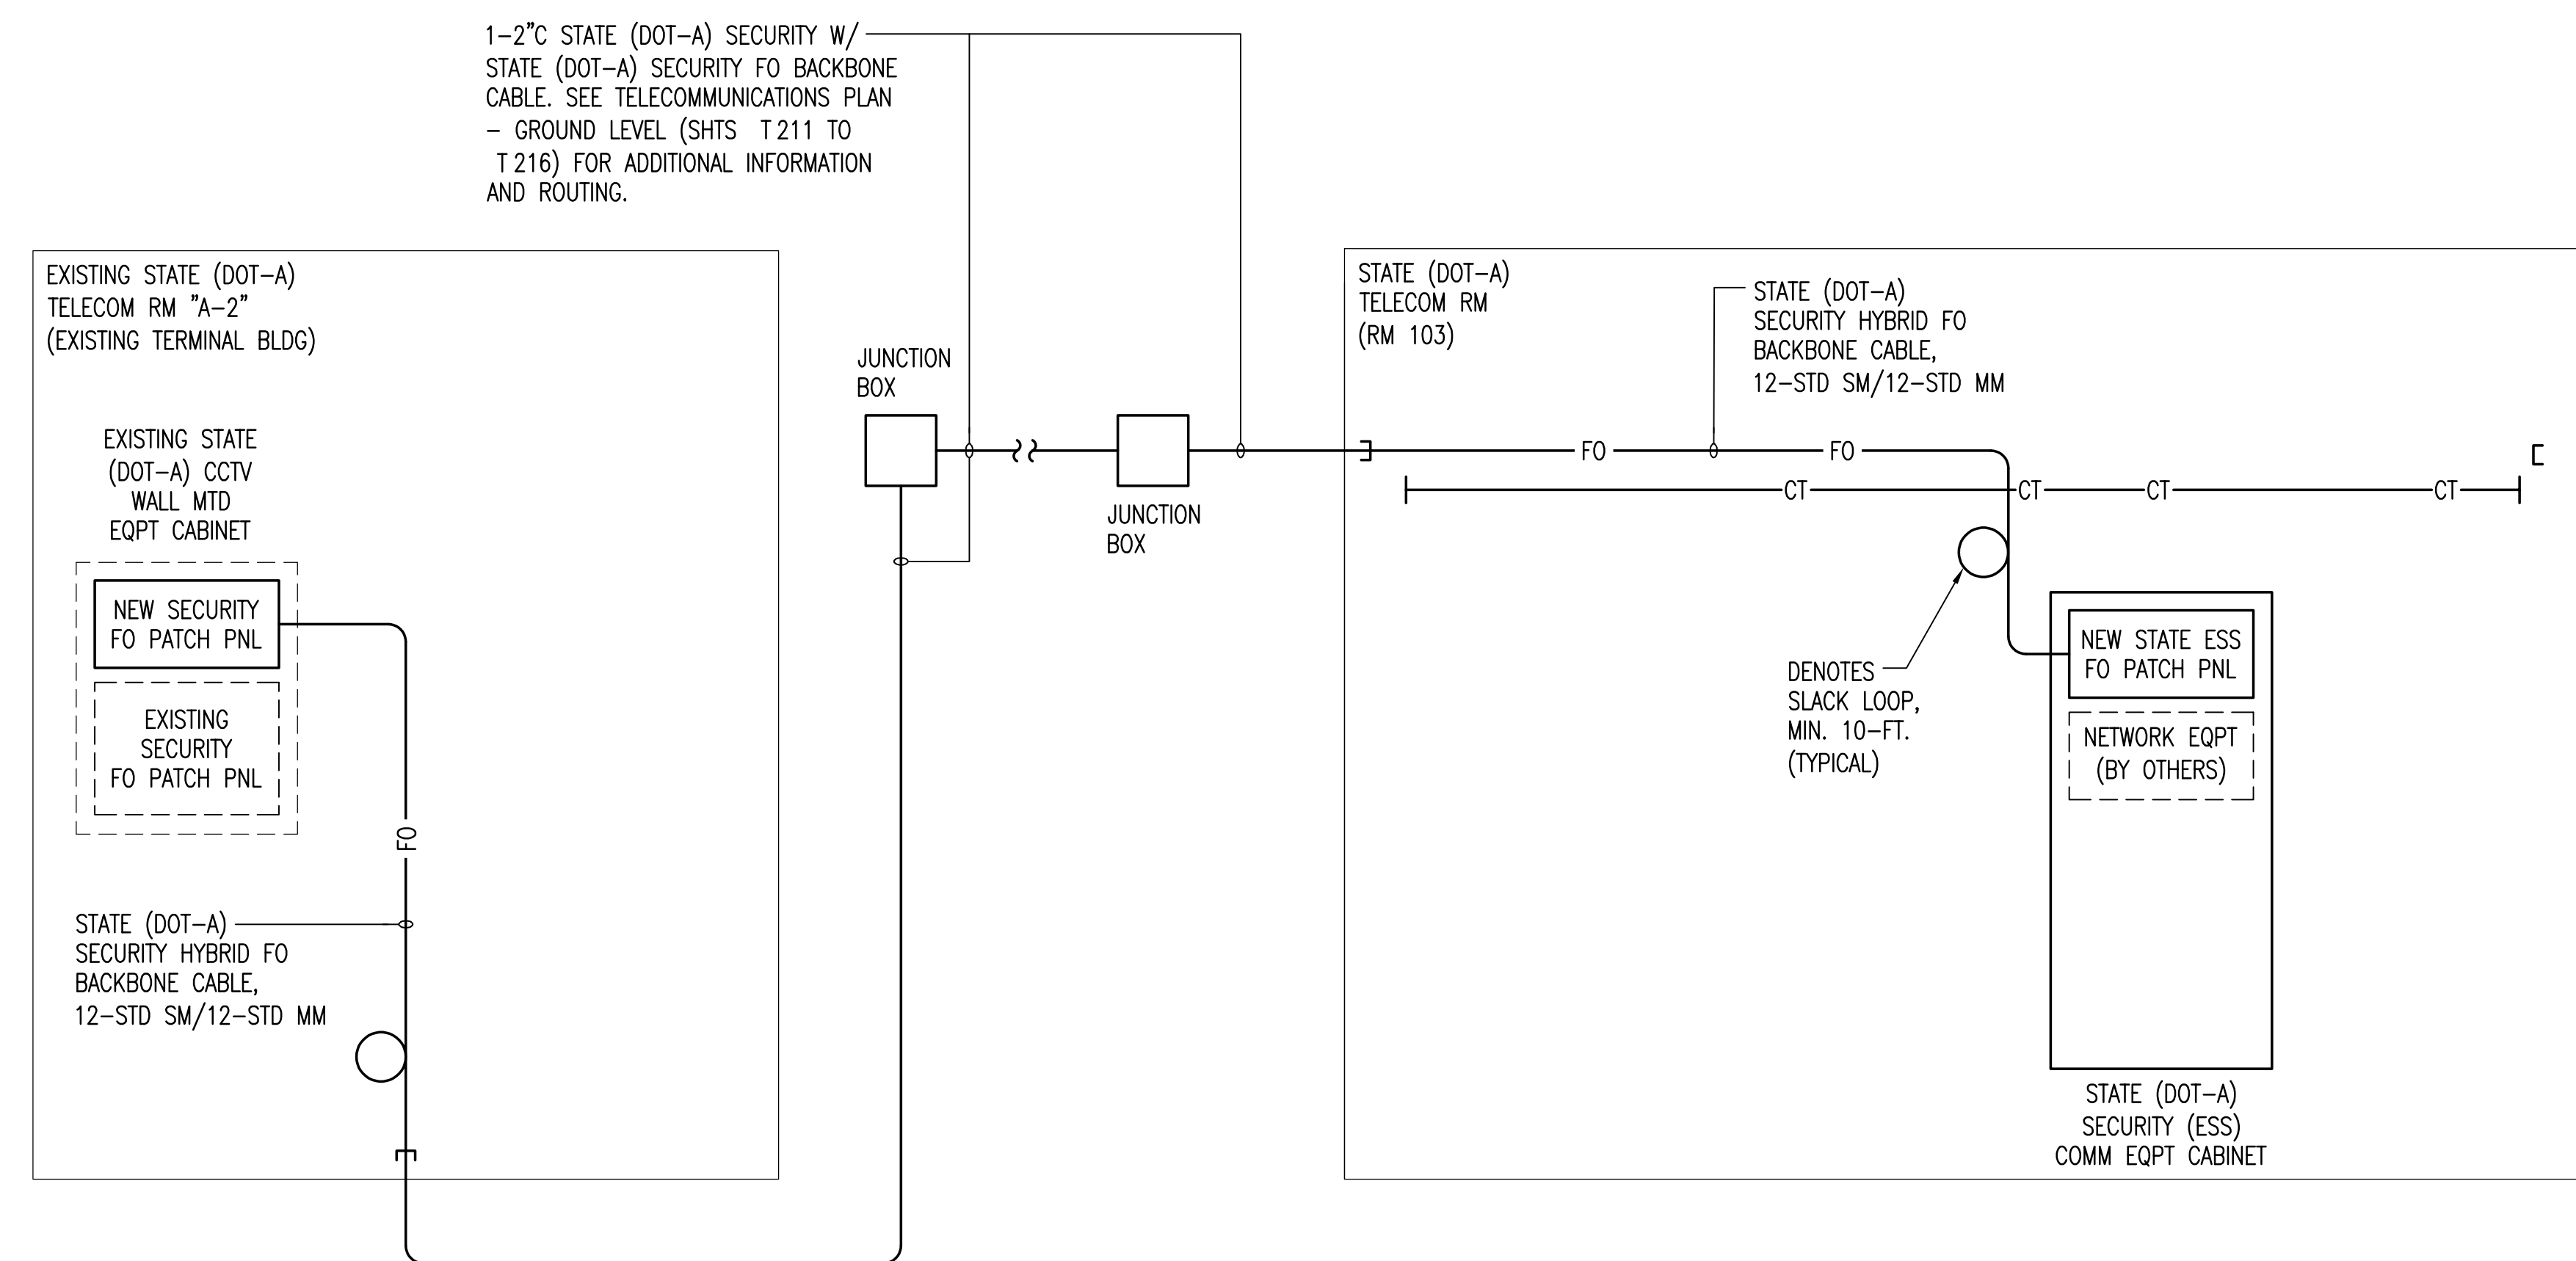 1-2"C STATE (DOT-A) SECURITY W/
STATE (DOT-A) SECURITY FO BACKBONE
CABLE. SEE TELECOMMUNICATIONS PLAN
- GROUND LEVEL (SHTS T211 TO
T216) FOR ADDITIONAL INFORMATION
AND ROUTING.
EXISTING STATE (DOT-A)
TELECOM RM "A-2"
(EXISTING TERMINAL BLDG)
EXISTING STATE
(DOT-A) CCTV
WALL MTD
EQPT CABINET
NEW SECURITY
FO PATCH PNL
EXISTING
SECURITY
FO PATCH PNL
FO
STATE (DOT-A)
SECURITY HYBRID FO
BACKBONE CABLE,
12-STD SM/12-STD MM
JUNCTION
BOX
JUNCTION
BOX
STATE (DOT-A)
TELECOM RM
(RM 103)
STATE (DOT-A)
SECURITY HYBRID FO
BACKBONE CABLE,
12-STD SM/12-STD MM
FO
FO
CT
CT
CT
CT
DENOTES
SLACK LOOP,
MIN. 10-FT.
(TYPICAL)
NEW STATE ESS
FO PATCH PNL
NETWORK EQPT
(BY OTHERS)
STATE (DOT-A)
SECURITY (ESS)
COMM EQPT CABINET